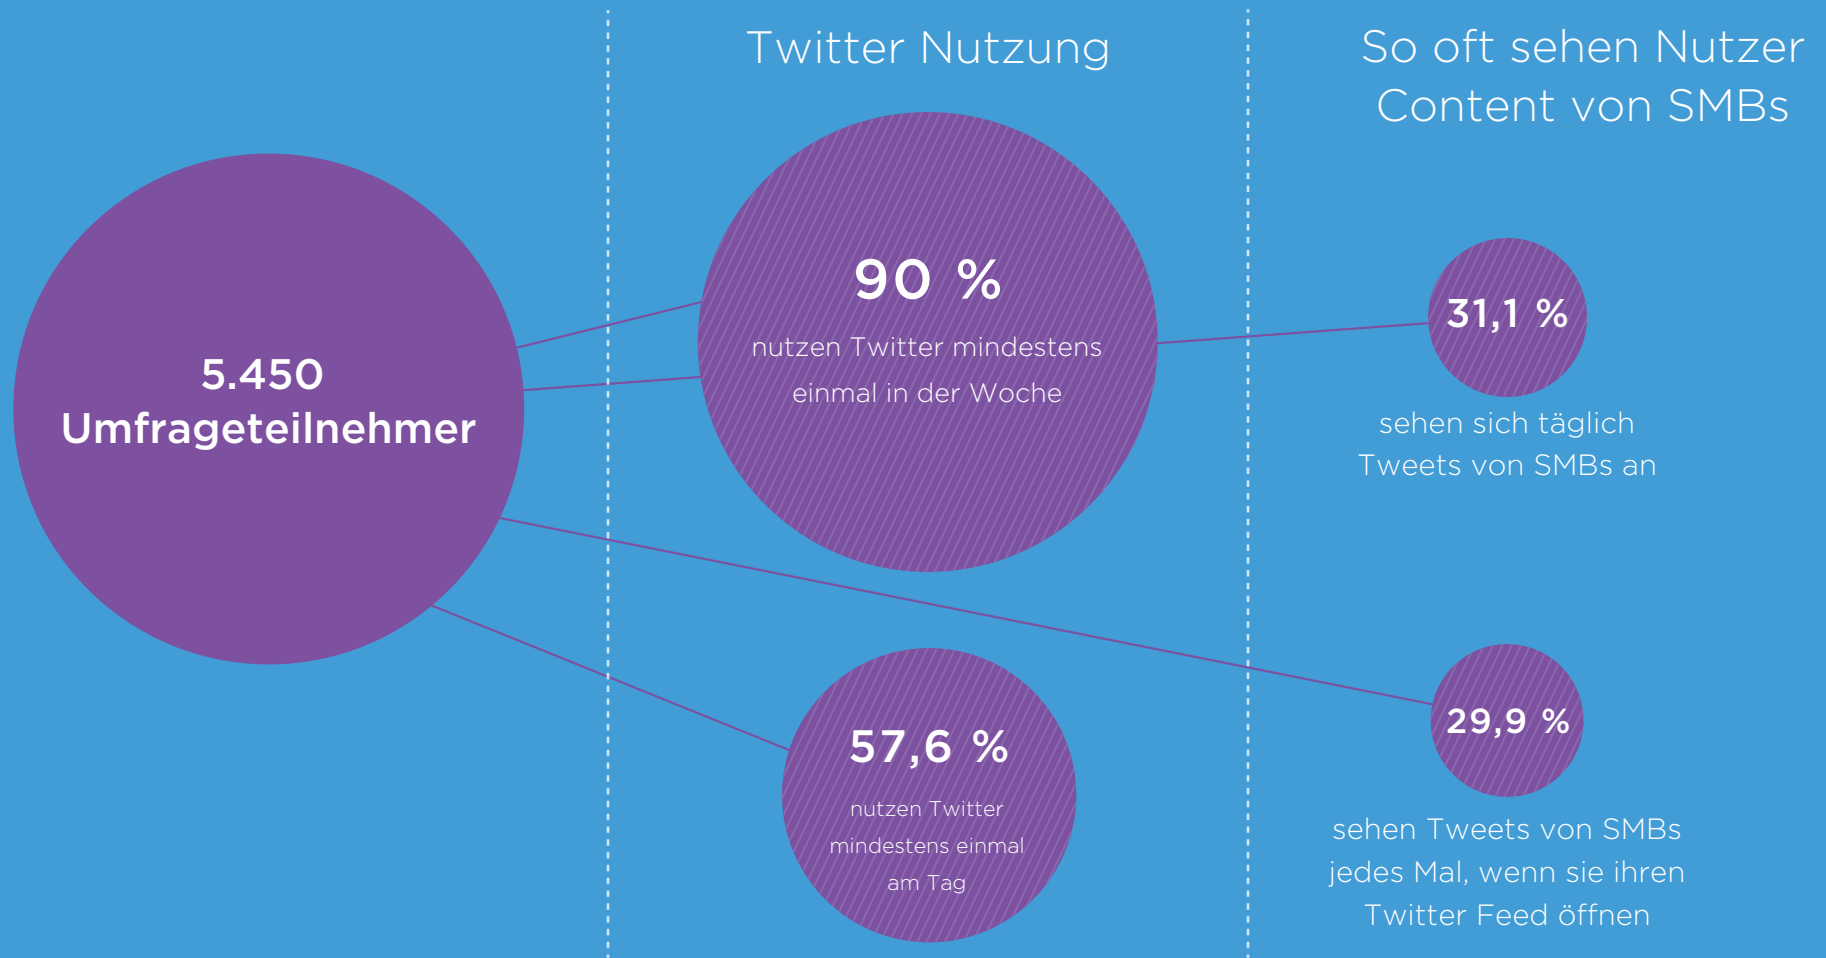 5.450
Umfrageteilnehmer
Twitter Nutzung
90 %
nutzen Twitter mindestens
einmal in der Woche
57,6 %
nutzen Twitter
mindestens einmal
am Tag
So oft sehen Nutzer
Content von SMBs
31,1 %
sehen sich täglich
Tweets von SMBs an
29,9 %
sehen Tweets von SMBs
jedes Mal, wenn sie ihren
Twitter Feed öffnen